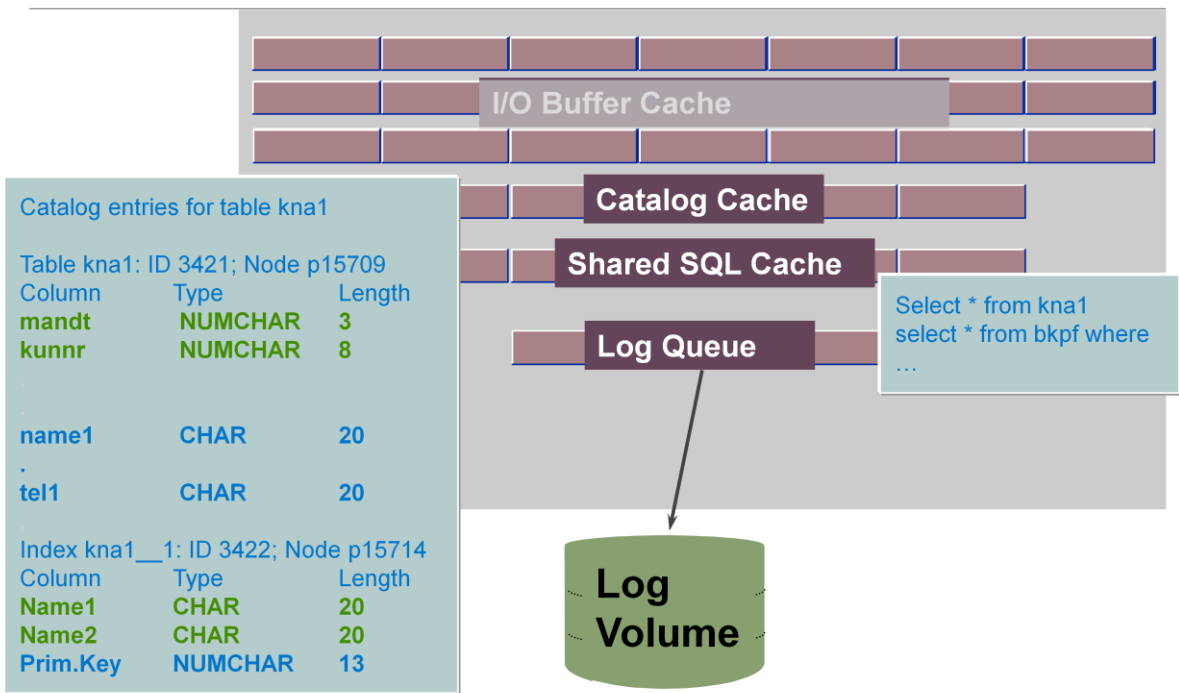 I/O Buffer Cache
Catalog Cache
Shared SQL Cache
Log Queue
Catalog entries for table kna1
Table kna1: ID 3421; Node p15709
Column Type Length
mandt NUMCHAR 3
kunnr NUMCHAR 8
.
.
name1 CHAR 20
.
tel1 CHAR 20
.
Index kna1__1: ID 3422; Node p15714
Column Type Length
Name1 CHAR 20
Name2 CHAR 20
Prim.Key NUMCHAR 13
Select * from kna1
select * from bkpf where
…
Log
Volume